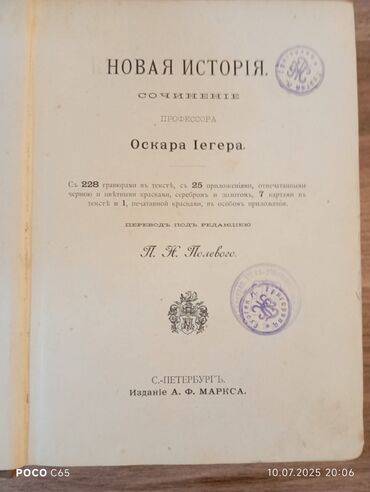 НОВАЯ ИСТОРІЯ.
СОЧИНЕНІЕ
ПРОФЕССОРА
Оскара Іегера.
Съ 228 гравюрами въ текстѣ, съ 25 приложеніями, отпечатанными
черною и цвѣтными красками, серебромъ и золотомъ, 7 картами въ
текстѣ и 1, печатанной красками, въ особомъ приложеніи.
ПЕРЕВОДЪ ПОДЪ РЕДАКЦІЕЮ
П. Н. Полевого.
С.-ПЕТЕРБУРГЪ.
Изданіе А. Ф. МАРКСА.
POCO C65
10.07.2025 20:06